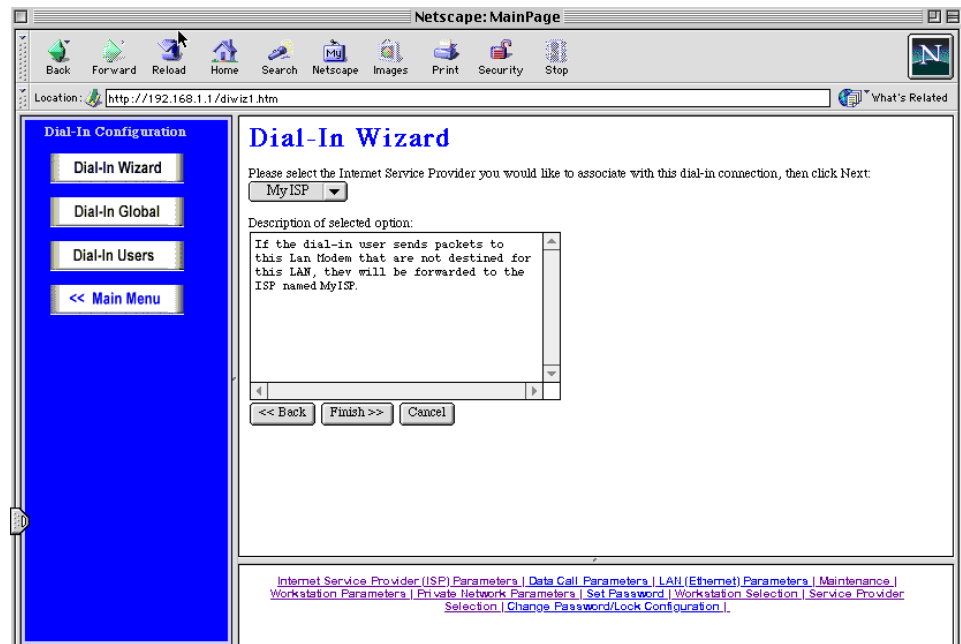 Netscape: MainPage
Back Forward Reload Home Search Netscape Images Print Security Stop
My
N
Location: http://192.168.1.1/diwiz1.htm What's Related
Dial-In Configuration
Dial-In Wizard
Dial-In Global
Dial-In Users
<< Main Menu
Dial-In Wizard
Please select the Internet Service Provider you would like to associate with this dial-in connection, then click Next:
My ISP
Description of selected option:
If the dial-in user sends packets to
this Lan Modem that are not destined for
this LAN, they will be forwarded to the
ISP named MyISP.
<< Back Finish >> Cancel
Internet Service Provider (ISP) Parameters | Data Call Parameters | LAN (Ethernet) Parameters | Maintenance |
Workstation Parameters | Private Network Parameters | Set Password | Workstation Selection | Service Provider
Selection | Change Password/Lock Configuration |